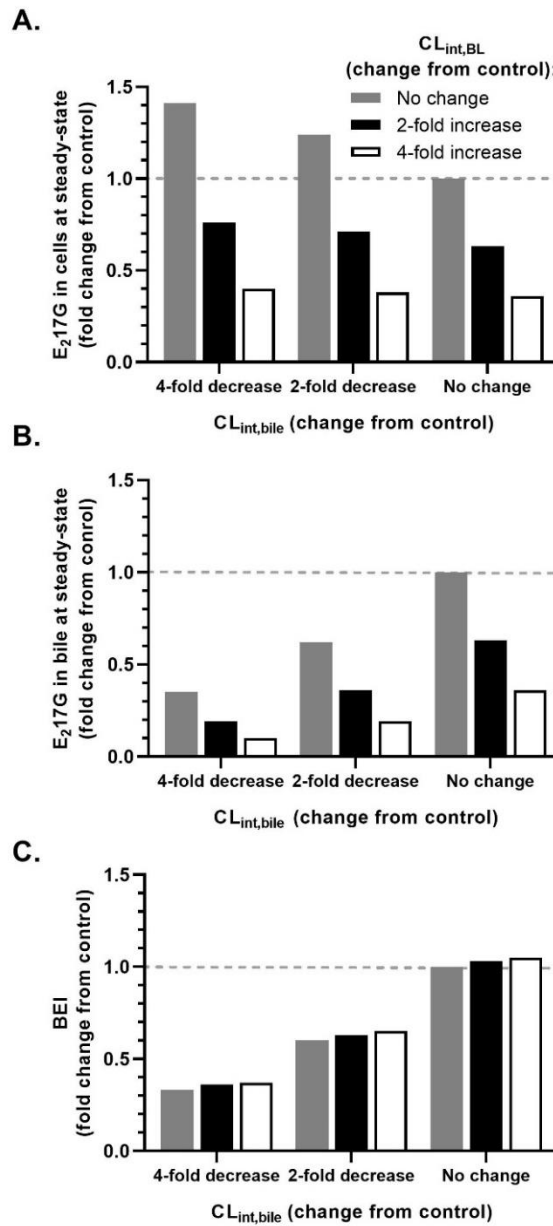 A.
CLint,BL
(change from control):
No change
2-fold increase
4-fold increase
E217G in cells at steady-state
(fold change from control)
1.5
1.0
0.5
0.0
4-fold decrease 2-fold decrease No change
CLint,bile (change from control)
B.
E217G in bile at steady-state
(fold change from conrol)
1.5
1.0
0.5
0.0
4-fold decrease 2-fold decrease No change
CLint,bile (change from control)
C.
BEI
(fold change from control)
1.5
1.0
0.5
0.0
4-fold decrease 2-fold decrease No change
CLint,bile (change from control)